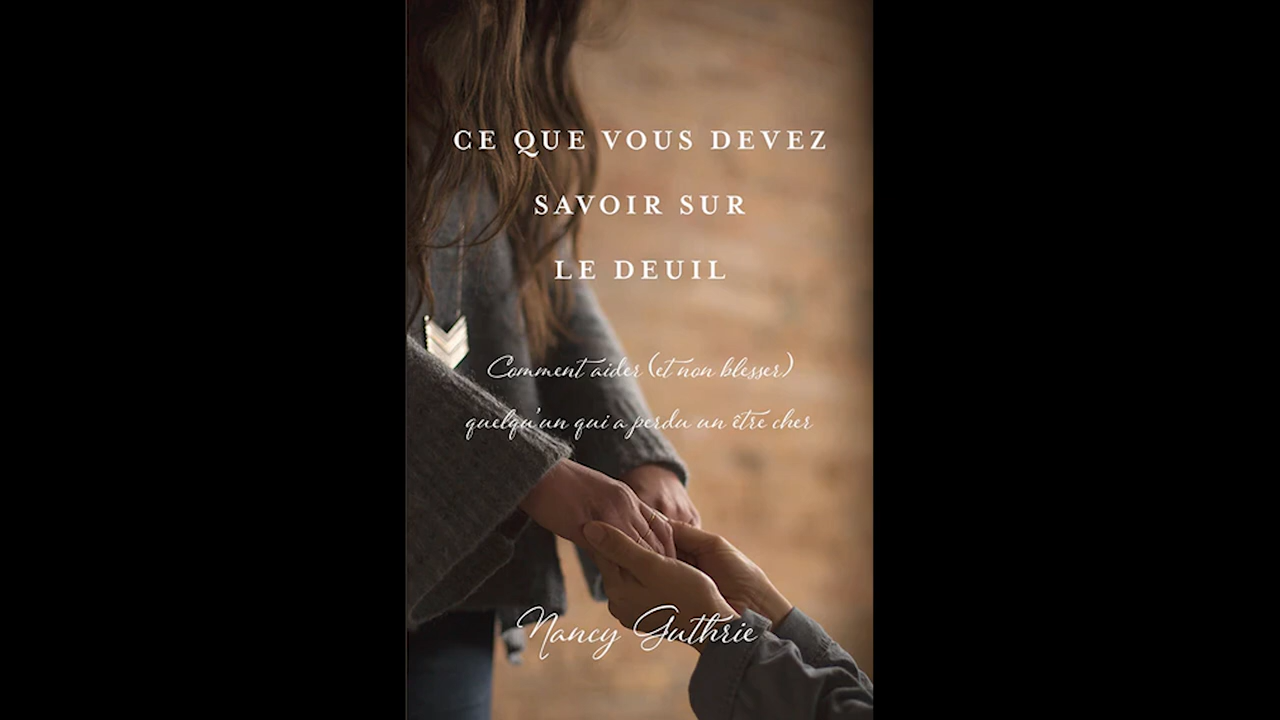 CE QUE VOUS DEVEZ
SAVOIR SUR
LE DEUIL
Comment aider (et non blesser)
quelqu'un qui a perdu un être cher
Nancy Guthrie